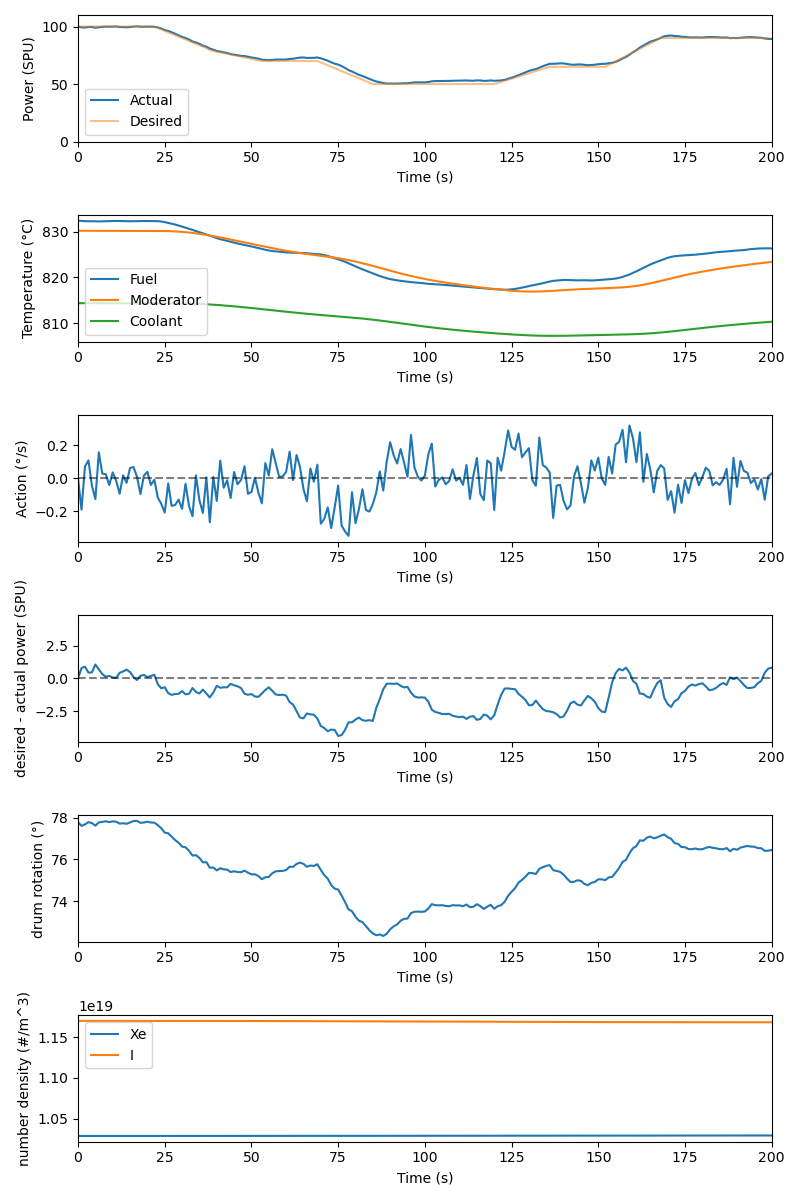 100
50
0
Power (SPU)
Actual
Desired
0 25 50 75 100 125 150 175 200
Time (s)
830
820
810
Temperature (°C)
Fuel
Moderator
Coolant
0 25 50 75 100 125 150 175 200
Time (s)
0.2
0.0
−0.2
Action (°/s)
0 25 50 75 100 125 150 175 200
Time (s)
2.5
0.0
−2.5
desired - actual power (SPU)
0 25 50 75 100 125 150 175 200
Time (s)
78
76
74
drum rotation (°)
0 25 50 75 100 125 150 175 200
Time (s)
1e19
1.15
1.10
1.05
number density (#/m^3)
Xe
I
0 25 50 75 100 125 150 175 200
Time (s)